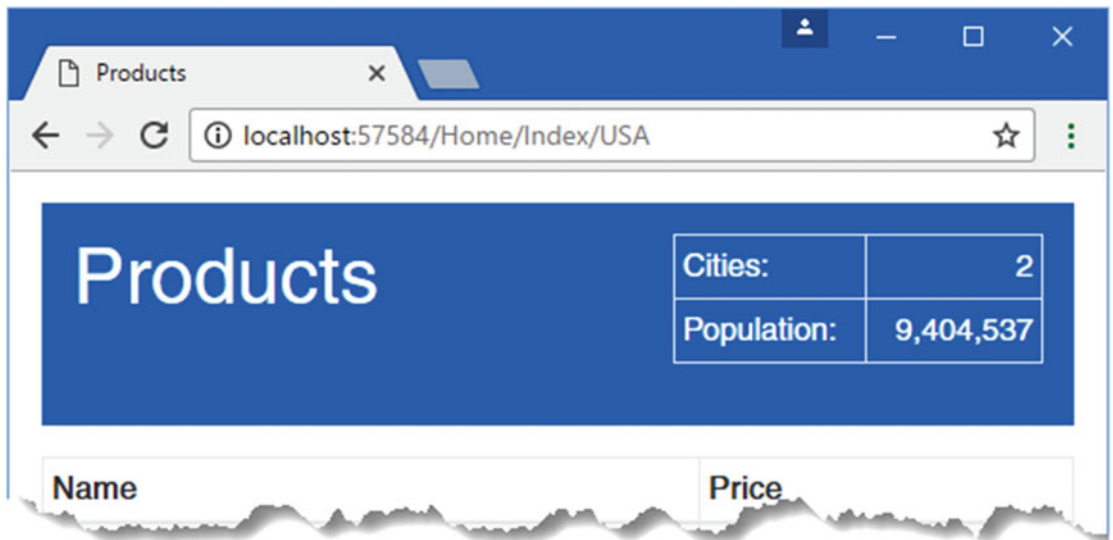 Products
localhost:57584/Home/Index/USA
Products
Cities: 2
Population: 9,404,537
Name Price